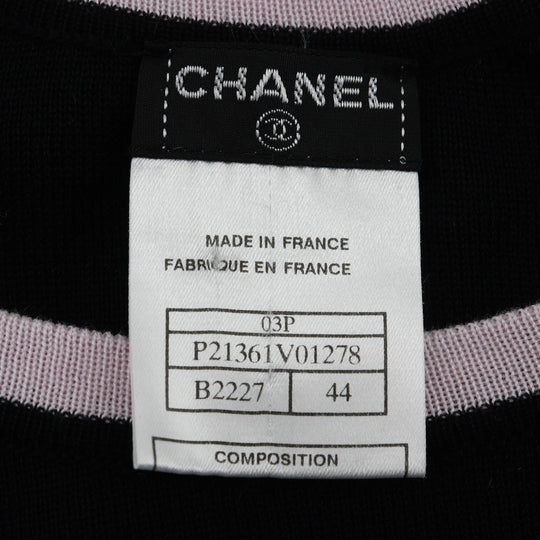 CHANEL
MADE IN FRANCE
FABRIQUE EN FRANCE
03P
P21361V01278
B2227 44
COMPOSITION